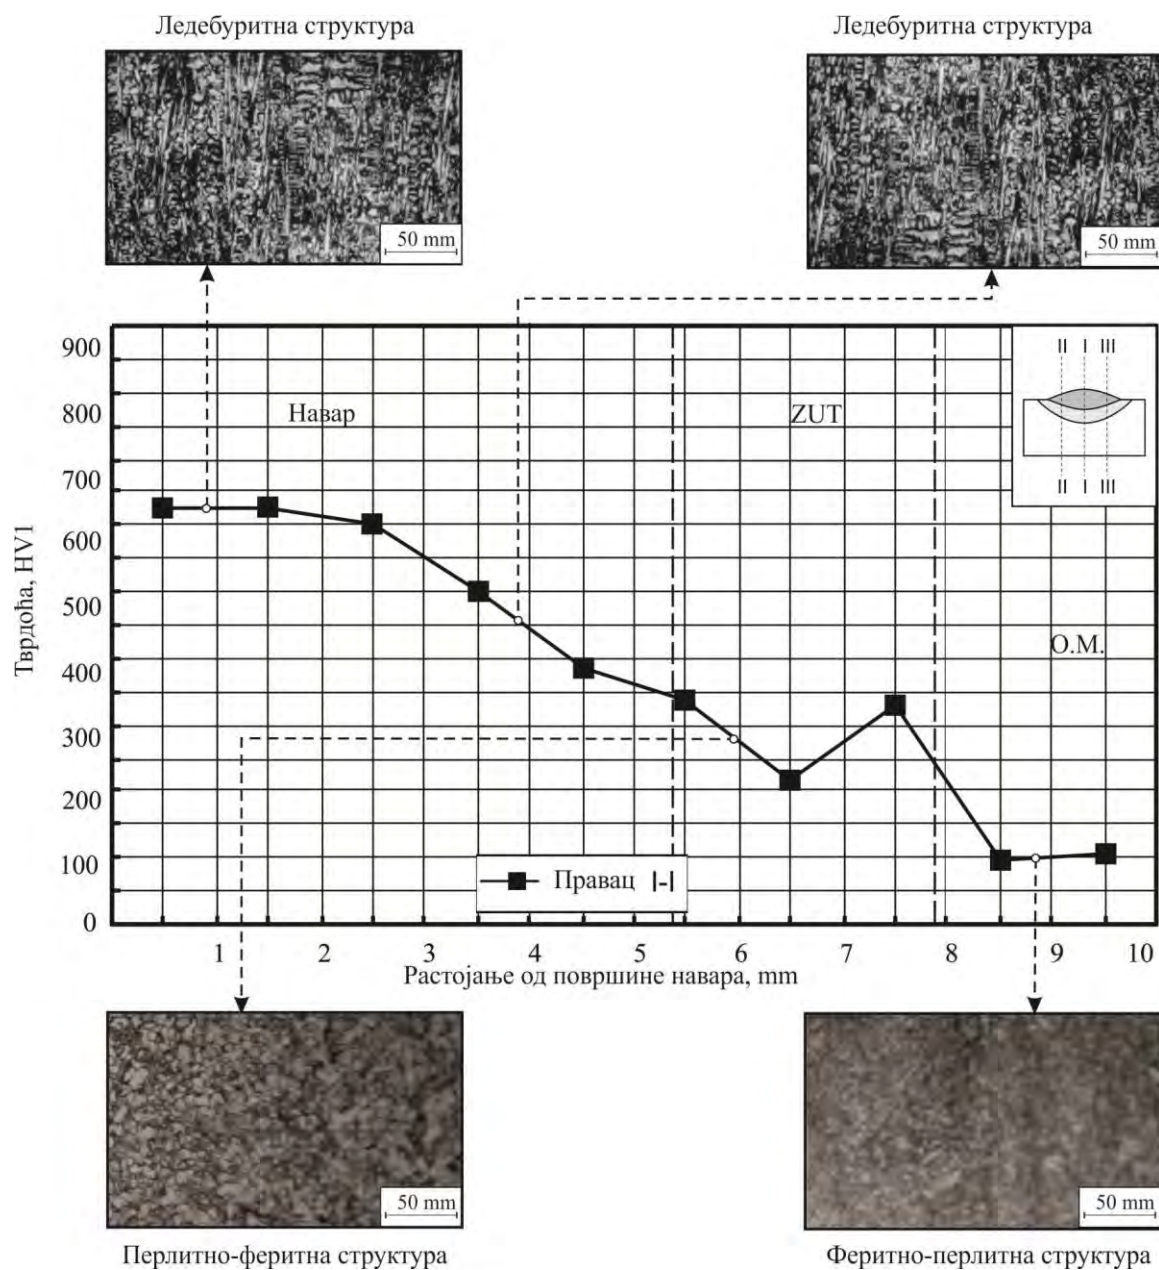 Ледебуритна структура
Ледебуритна структура
50 mm
50 mm
900
800
700
600
500
400
300
200
100
0
Тврдоћа, HV1
Навар
ZUT
О.М.
II I III
II I III
Правац I-I
1 2 3 4 5 6 7 8 9 10
Растојање од површине навара, mm
50 mm
50 mm
Перлитно-феритна структура
Феритно-перлитна структура